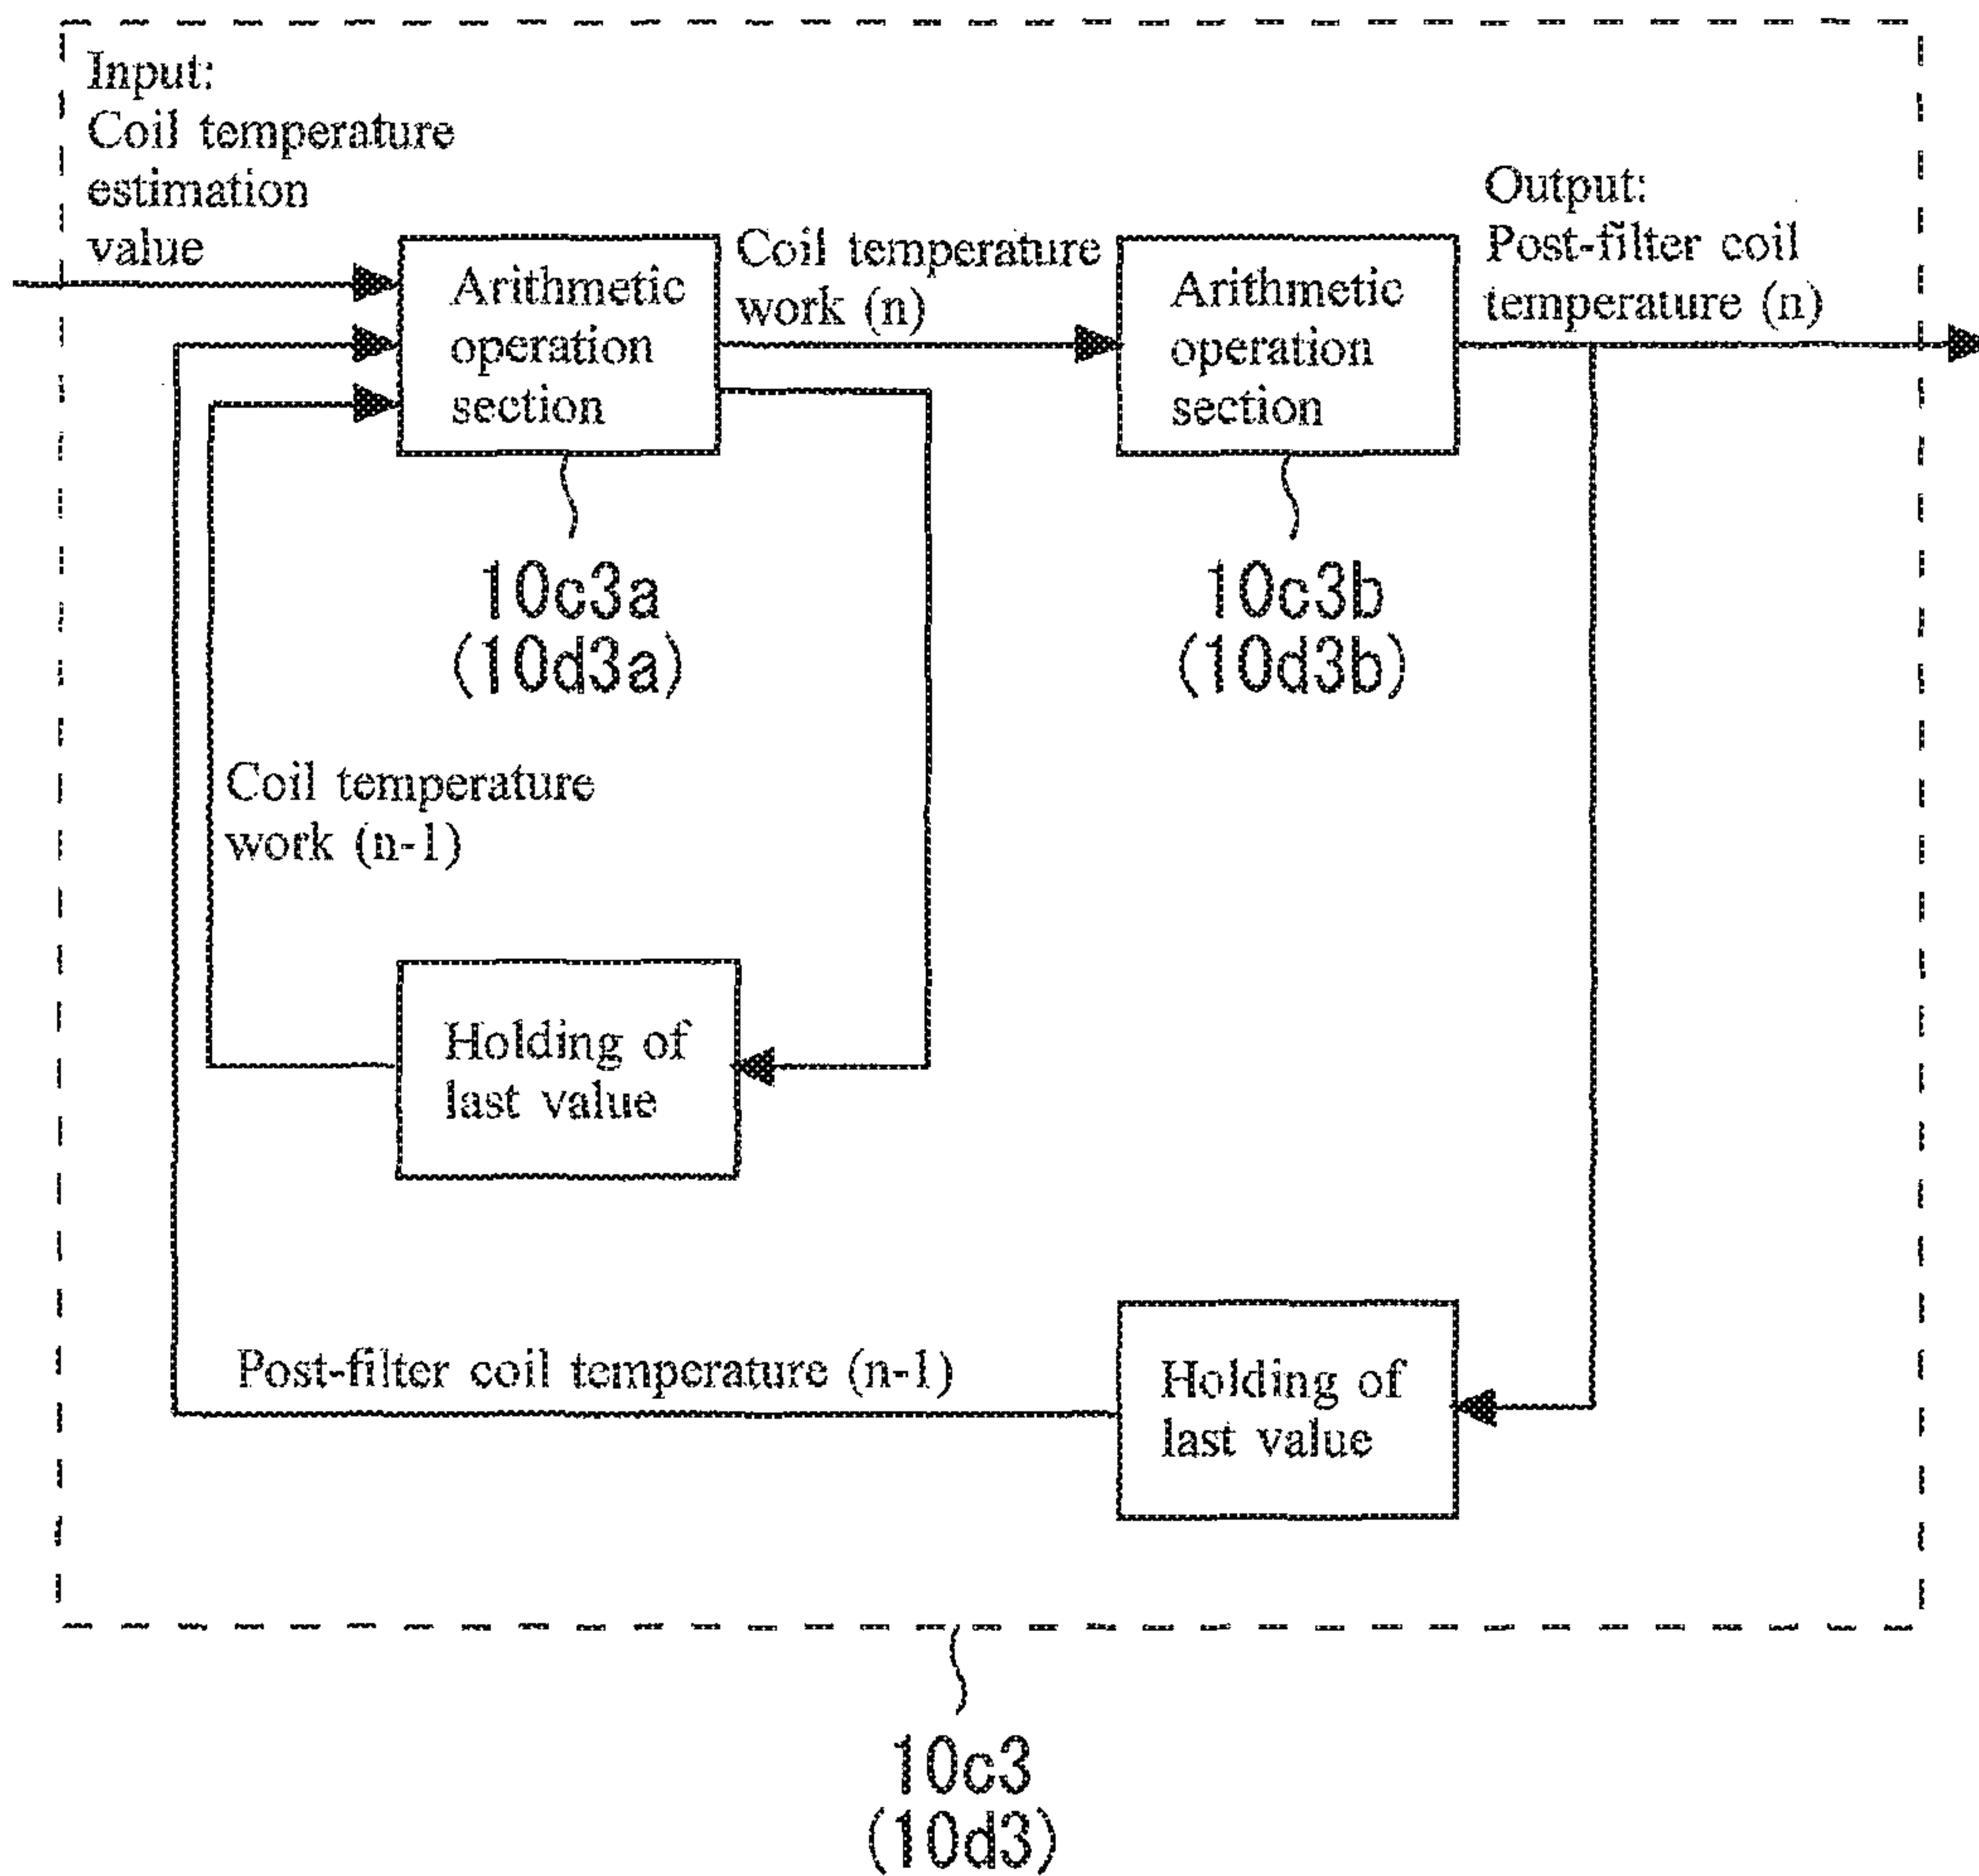 Input:
Coil temperature
estimation
value
Arithmetic
operation
section
Coil temperature
work (n)
Arithmetic
operation
section
Output:
Post-filter coil
temperature (n)
10c3a
(10d3a)
10c3b
(10d3b)
Coil temperature
work (n-1)
Holding of
last value
Post-filter coil temperature (n-1)
Holding of
last value
10c3
(10d3)